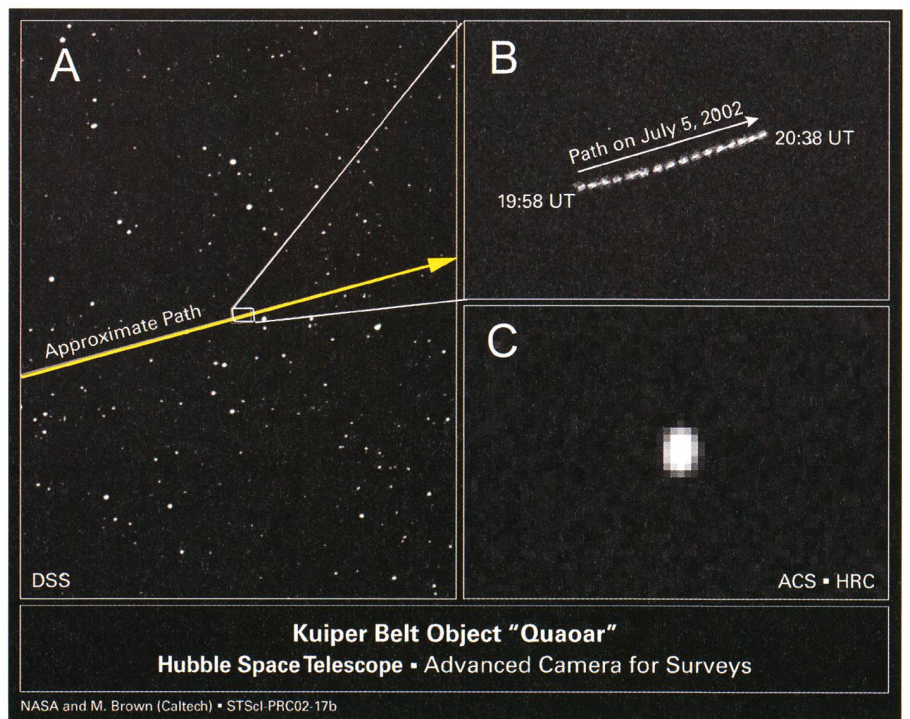 A
Approximate Path
DSS
B
Path on July 5, 2002
19:58 UT
20:38 UT
C
ACS ▪ HRC
Kuiper Belt Object “Quaoar”
Hubble Space Telescope ▪ Advanced Camera for Surveys
NASA and M. Brown (Caltech) ▪ STScI-PRC02-17b